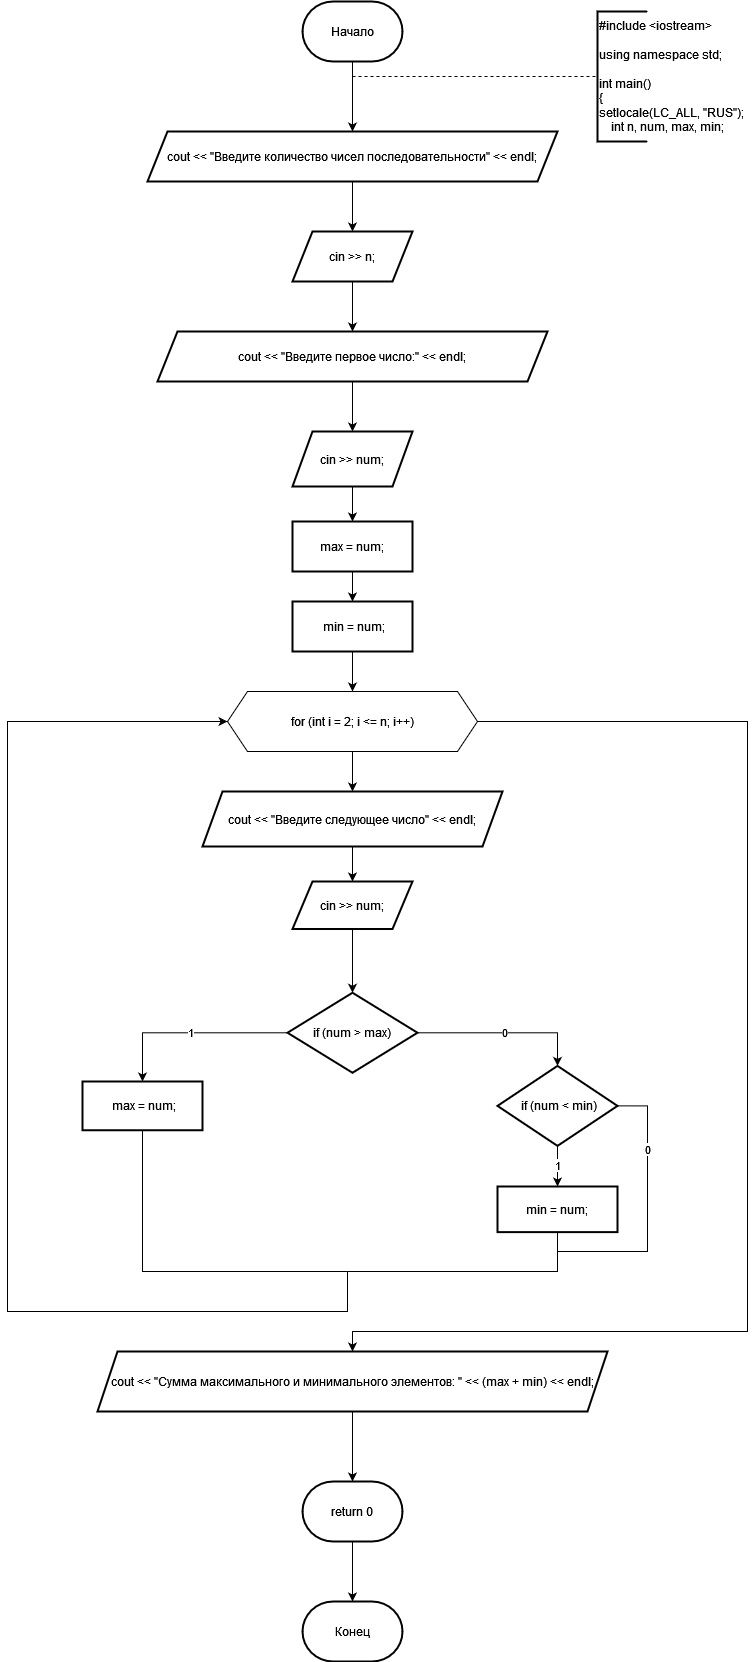 Начало
#include <iostream>
using namespace std;
int main()
{
setlocale(LC_ALL, "RUS");
int n, num, max, min;
cout << "Введите количество чисел последовательности" << endl;
cin >> n;
cout << "Введите первое число:" << endl;
cin >> num;
max = num;
min = num;
for (int i = 2; i <= n; i++)
cout << "Введите следующее число" << endl;
cin >> num;
if (num > max)
1
0
max = num;
if (num < min)
0
1
min = num;
cout << "Сумма максимального и минимального элементов: " << (max + min) << endl;
return 0
Конец